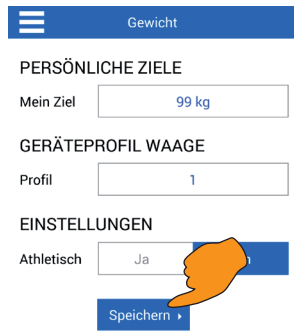 Gewicht
PERSÖNLICHE ZIELE
Mein Ziel 99 kg
GERÄTEPROFIL WAAGE
Profil 1
EINSTELLUNGEN
Athletisch Ja
Speichern